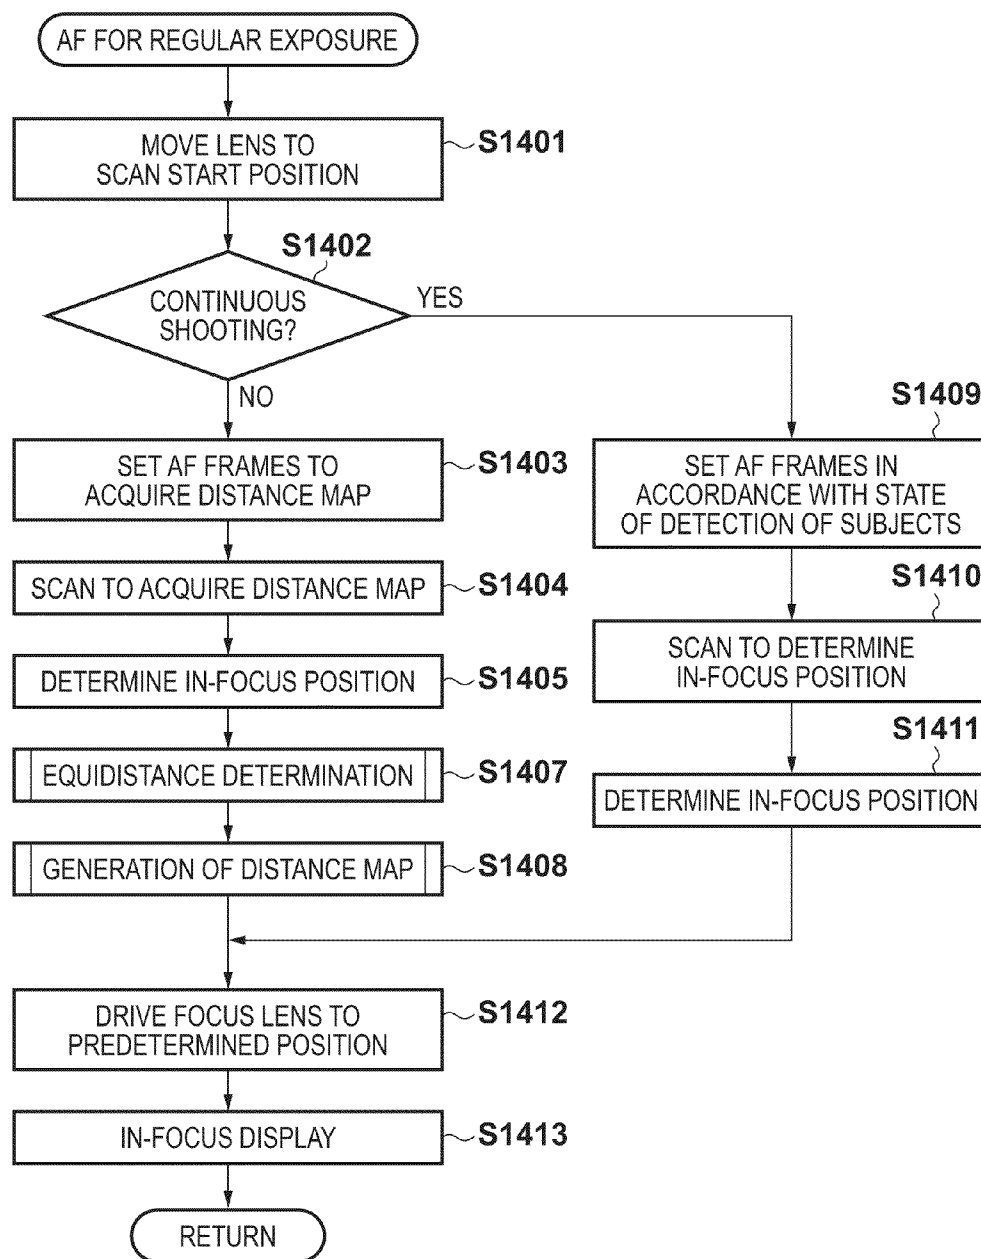 AF FOR REGULAR EXPOSURE
MOVE LENS TO
SCAN START POSITION
S1401
S1402
CONTINUOUS
SHOOTING?
YES
NO
SET AF FRAMES TO
ACQUIRE DISTANCE MAP
S1403
SCAN TO ACQUIRE DISTANCE MAP
S1404
DETERMINE IN-FOCUS POSITION
S1405
EQUIDISTANCE DETERMINATION
S1407
GENERATION OF DISTANCE MAP
S1408
S1409
SET AF FRAMES IN
ACCORDANCE WITH STATE
OF DETECTION OF SUBJECTS
S1410
SCAN TO DETERMINE
IN-FOCUS POSITION
S1411
DETERMINE IN-FOCUS POSITION
DRIVE FOCUS LENS TO
PREDETERMINED POSITION
S1412
IN-FOCUS DISPLAY
S1413
RETURN